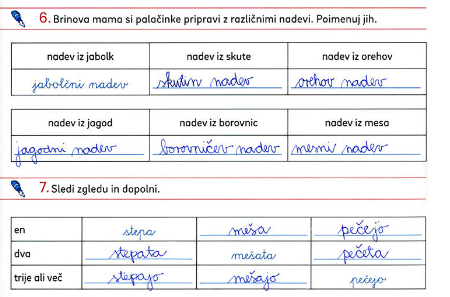 6. Brinova mama si palačinke pripravi z različnimi nadevi. Poimenuj jih.
nadev iz jabolk nadev iz skute nadev iz orehov
jabolčni nadev skutin nadev orehov nadev
nadev iz jagod nadev iz borovnic nadev iz mesa
jagodni nadev borovničev nadev mesni nadev
7. Sledi zgledu in dopolni.
en stepa meša pečejo
dva stepata mešata pečeta
trije ali več stepajo mešajo pečejo